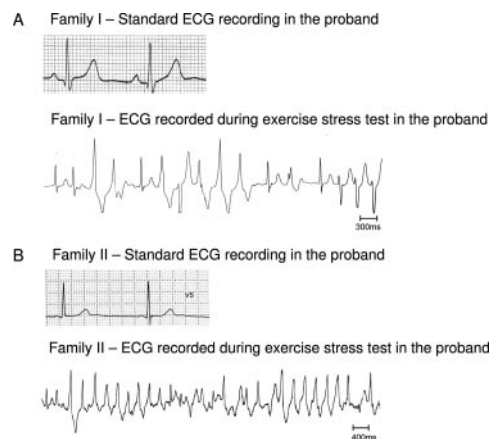 A Family I – Standard ECG recording in the proband
Family I – ECG recorded during exercise stress test in the proband
300ms
B Family II – Standard ECG recording in the proband
V5
Family II – ECG recorded during exercise stress test in the proband
400ms